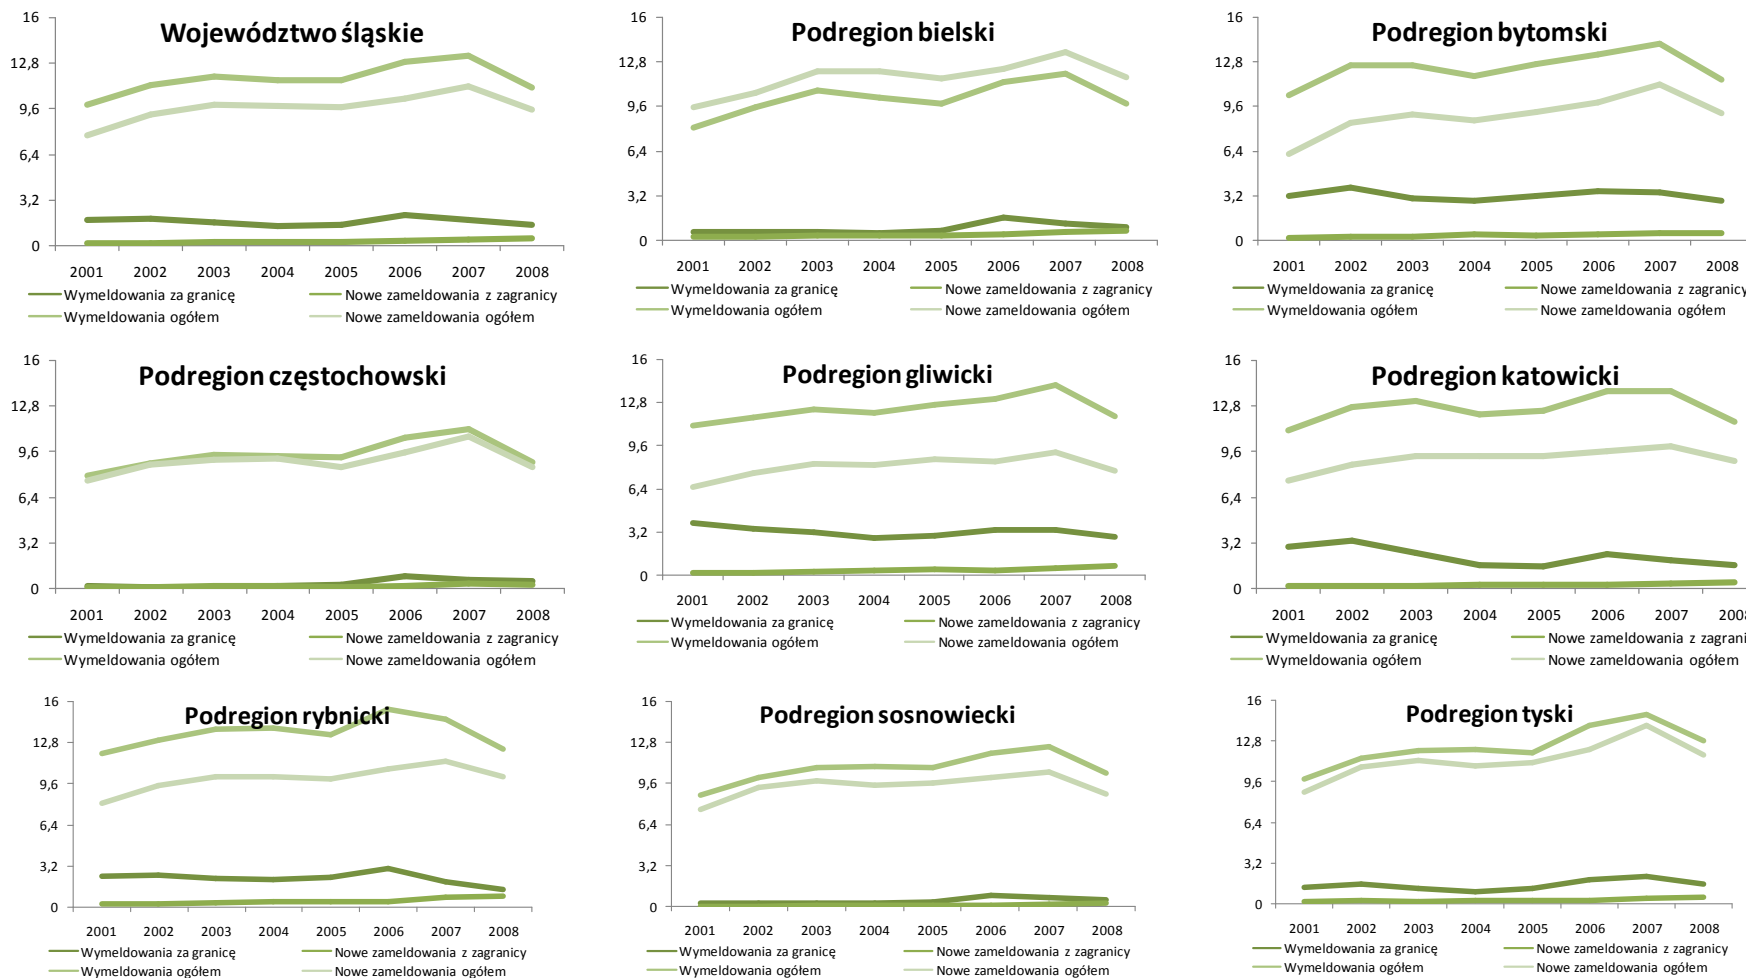 Województwo śląskie
16
12,8
9,6
6,4
3,2
0
2001 2002 2003 2004 2005 2006 2007 2008
Wymeldowania za granicę Nowe zameldowania z zagranicy
Wymeldowania ogółem Nowe zameldowania ogółem
Podregion bielski
16
12,8
9,6
6,4
3,2
0
2001 2002 2003 2004 2005 2006 2007 2008
Wymeldowania za granicę Nowe zameldowania z zagranicy
Wymeldowania ogółem Nowe zameldowania ogółem
Podregion bytomski
16
12,8
9,6
6,4
3,2
0
2001 2002 2003 2004 2005 2006 2007 2008
Wymeldowania za granicę Nowe zameldowania z zagranicy
Wymeldowania ogółem Nowe zameldowania ogółem
Podregion częstochowski
16
12,8
9,6
6,4
3,2
0
2001 2002 2003 2004 2005 2006 2007 2008
Wymeldowania za granicę Nowe zameldowania z zagranicy
Wymeldowania ogółem Nowe zameldowania ogółem
Podregion gliwicki
16
12,8
9,6
6,4
3,2
0
2001 2002 2003 2004 2005 2006 2007 2008
Wymeldowania za granicę Nowe zameldowania z zagranicy
Wymeldowania ogółem Nowe zameldowania ogółem
Podregion katowicki
16
12,8
9,6
6,4
3,2
0
2001 2002 2003 2004 2005 2006 2007 2008
Wymeldowania za granicę Nowe zameldowania z zagrani
Wymeldowania ogółem Nowe zameldowania ogółem
Podregion rybnicki
16
12,8
9,6
6,4
3,2
0
2001 2002 2003 2004 2005 2006 2007 2008
Wymeldowania za granicę Nowe zameldowania z zagranicy
Wymeldowania ogółem Nowe zameldowania ogółem
Podregion sosnowiecki
16
12,8
9,6
6,4
3,2
0
2001 2002 2003 2004 2005 2006 2007 2008
Wymeldowania za granicę Nowe zameldowania z zagranicy
Wymeldowania ogółem Nowe zameldowania ogółem
Podregion tyski
16
12,8
9,6
6,4
3,2
0
2001 2002 2003 2004 2005 2006 2007 2008
Wymeldowania za granicę Nowe zameldowania z zagranicy
Wymeldowania ogółem Nowe zameldowania ogółem